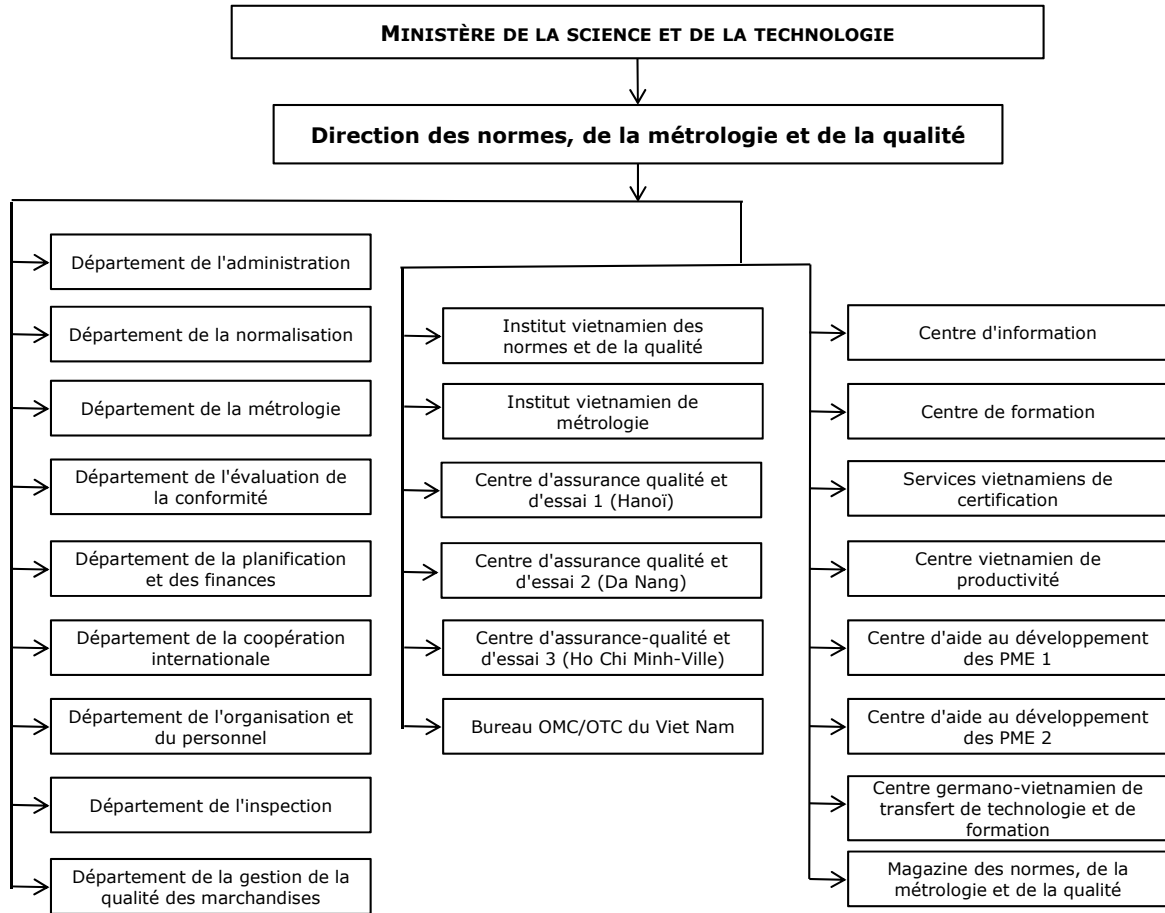 MINISTÈRE DE LA SCIENCE ET DE LA TECHNOLOGIE
Direction des normes, de la métrologie et de la qualité
Département de l'administration
Département de la normalisation
Département de la métrologie
Département de l'évaluation de
la conformité
Département de la planification
et des finances
Département de la coopération
internationale
Département de l'organisation et
du personnel
Département de l'inspection
Département de la gestion de la
qualité des marchandises
Institut vietnamien des
normes et de la qualité
Institut vietnamien de
métrologie
Centre d'assurance qualité et
d'essai 1 (Hanoï)
Centre d'assurance qualité et
d'essai 2 (Da Nang)
Centre d'assurance-qualité et
d'essai 3 (Ho Chi Minh-Ville)
Bureau OMC/OTC du Viet Nam
Centre d'information
Centre de formation
Services vietnamiens de
certification
Centre vietnamien de
productivité
Centre d'aide au développement
des PME 1
Centre d'aide au développement
des PME 2
Centre germano-vietnamien de
transfert de technologie et de
formation
Magazine des normes, de la
métrologie et de la qualité